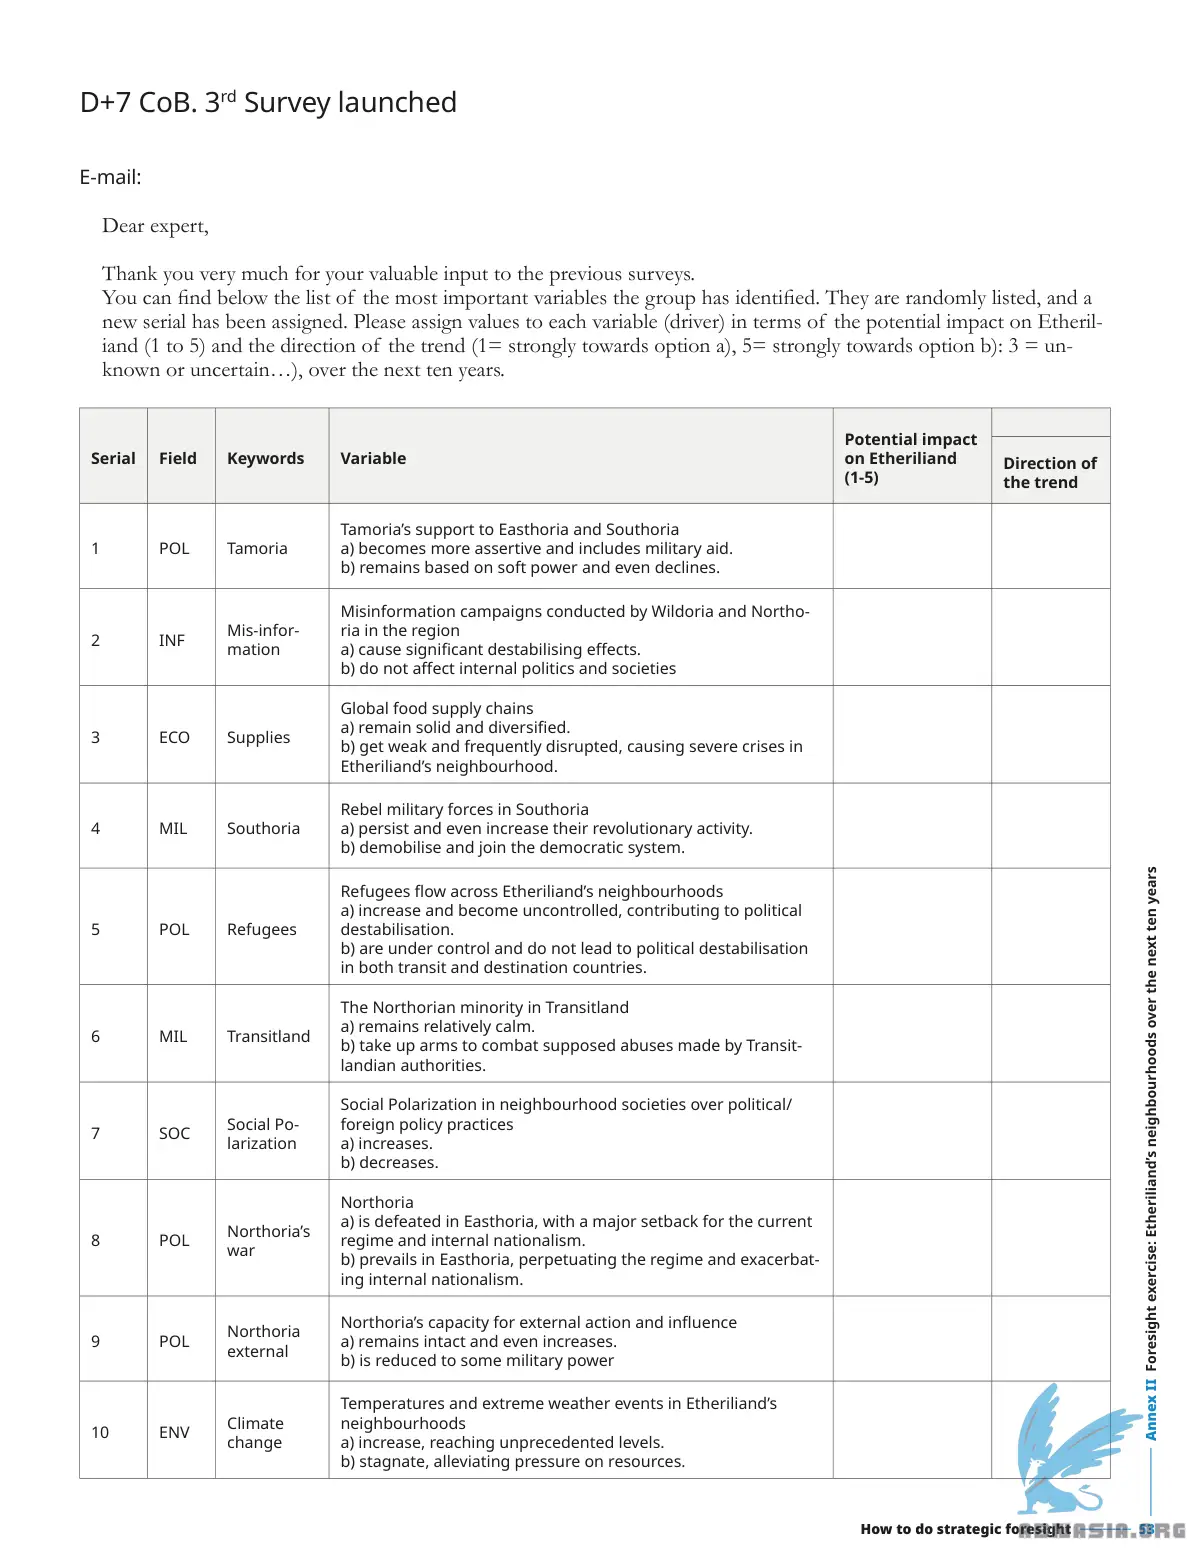 D+7 CoB. 3rd Survey launched
E-mail:
Dear expert,
Thank you very much for your valuable input to the previous surveys.
You can find below the list of the most important variables the group has identified. They are randomly listed, and a
new serial has been assigned. Please assign values to each variable (driver) in terms of the potential impact on Etheril-
iand (1 to 5) and the direction of the trend (1= strongly towards option a), 5= strongly towards option b): 3 = un-
known or uncertain…), over the next ten years.
Serial
Field
Keywords
Variable
Potential impact
on Etheriliand
(1-5)
Direction of
the trend
1
POL
Tamoria
Tamoria’s support to Easthoria and Southoria
a) becomes more assertive and includes military aid.
b) remains based on soft power and even declines.
2
INF
Mis-infor-
mation
Misinformation campaigns conducted by Wildoria and Northo-
ria in the region
a) cause significant destabilising effects.
b) do not affect internal politics and societies
3
ECO
Supplies
Global food supply chains
a) remain solid and diversified.
b) get weak and frequently disrupted, causing severe crises in
Etheriliand’s neighbourhood.
4
MIL
Southoria
Rebel military forces in Southoria
a) persist and even increase their revolutionary activity.
b) demobilise and join the democratic system.
5
POL
Refugees
Refugees flow across Etheriliand’s neighbourhoods
a) increase and become uncontrolled, contributing to political
destabilisation.
b) are under control and do not lead to political destabilisation
in both transit and destination countries.
6
MIL
Transitland
The Northorian minority in Transitland
a) remains relatively calm.
b) take up arms to combat supposed abuses made by Transit-
landian authorities.
7
SOC
Social Po-
larization
Social Polarization in neighbourhood societies over political/
foreign policy practices
a) increases.
b) decreases.
8
POL
Northoria’s
war
Northoria
a) is defeated in Easthoria, with a major setback for the current
regime and internal nationalism.
b) prevails in Easthoria, perpetuating the regime and exacerbat-
ing internal nationalism.
9
POL
Northoria
external
Northoria’s capacity for external action and influence
a) remains intact and even increases.
b) is reduced to some military power
10
ENV
Climate
change
Temperatures and extreme weather events in Etheriliand’s
neighbourhoods
a) increase, reaching unprecedented levels.
b) stagnate, alleviating pressure on resources.
Annex II Foresight exercise: Etheriliand’s neighbourhoods over the next ten years
How to do strategic foresight 53